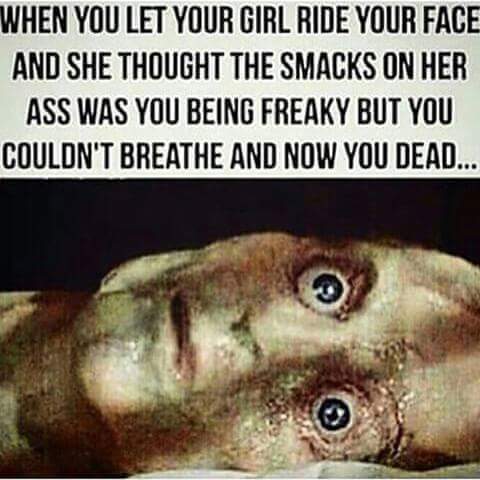 WHEN YOU LET YOUR GIRL RIDE YOUR FACE
AND SHE THOUGHT THE SMACKS ON HER
ASS WAS YOU BEING FREAKY BUT YOU
COULDN'T BREATHE AND NOW YOU DEAD...